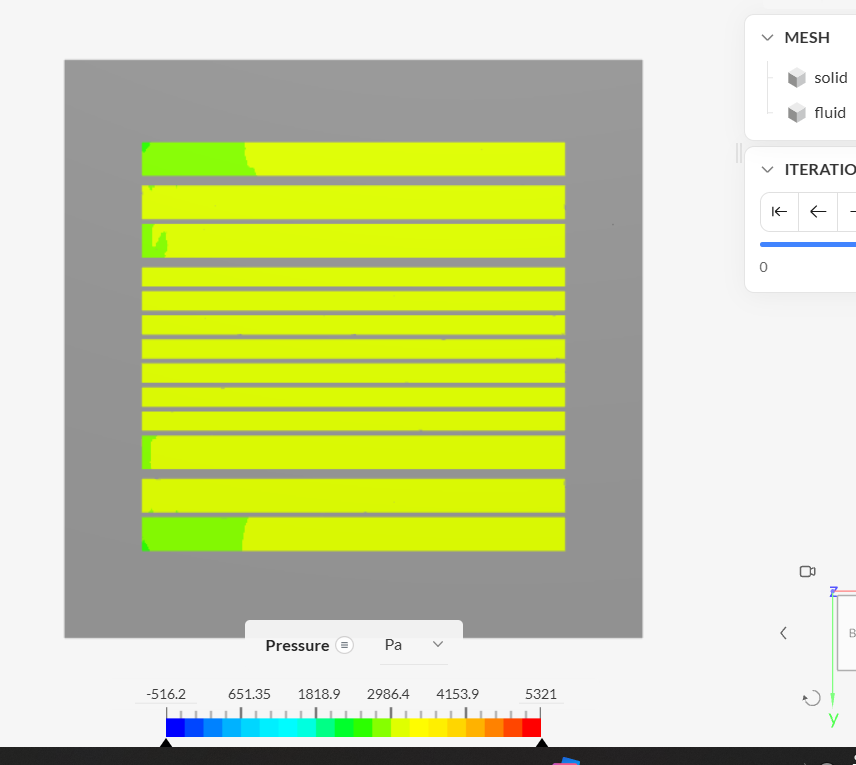 MESH
solid
fluid
ITERATIO
0
Pressure Pa
-516.2 651.35 1818.9 2986.4 4153.9 5321
Z
B
y